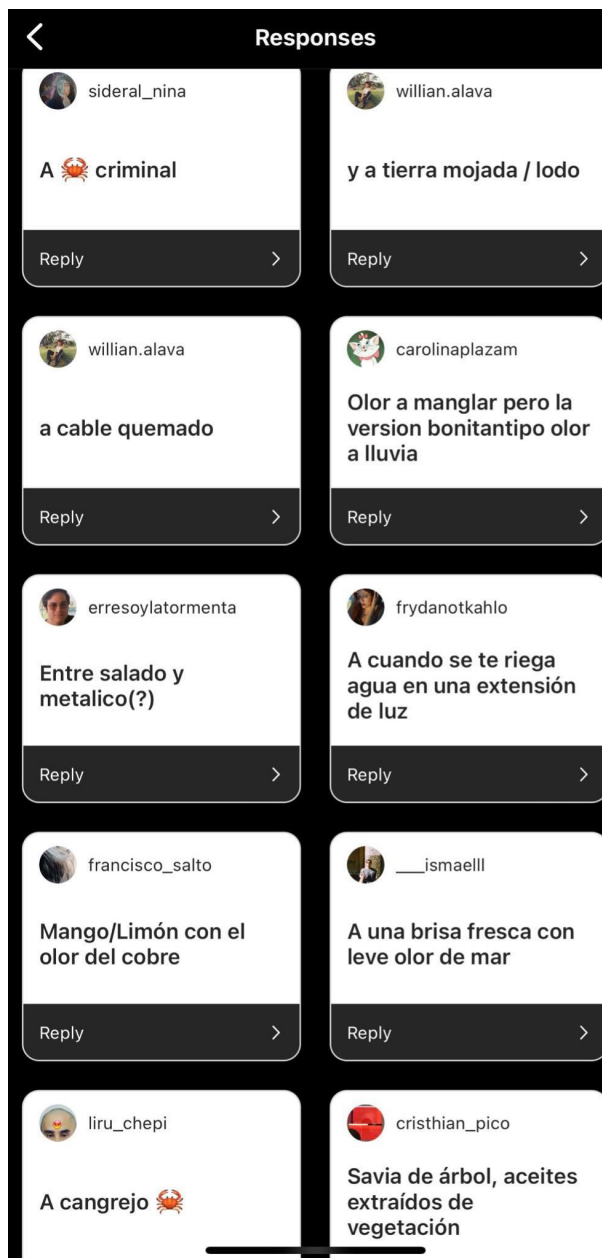 Responses
sideral_nina
A 🦀 criminal
Reply
willian.alava
y a tierra mojada / lodo
Reply
willian.alava
a cable quemado
Reply
carolinaplazam
Olor a manglar pero la
version bonitantipo olor
a lluvia
Reply
erresoylatormenta
Entre salado y
metalico(?)
Reply
frydanotkahlo
A cuando se te riega
agua en una extensión
de luz
Reply
francisco_salto
Mango/Limón con el
olor del cobre
Reply
___ismaelll
A una brisa fresca con
leve olor de mar
Reply
liru_chepi
A cangrejo 🦀
cristhian_pico
Savia de árbol, aceites
extraídos de
vegetación